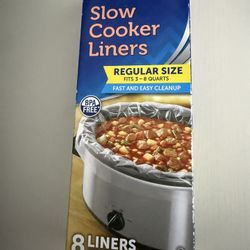 Slow
Cooker
Liners
REGULAR SIZE
FITS 3 – 8 QUARTS
FAST AND EASY CLEANUP
BPA
FREE
8 LINERS